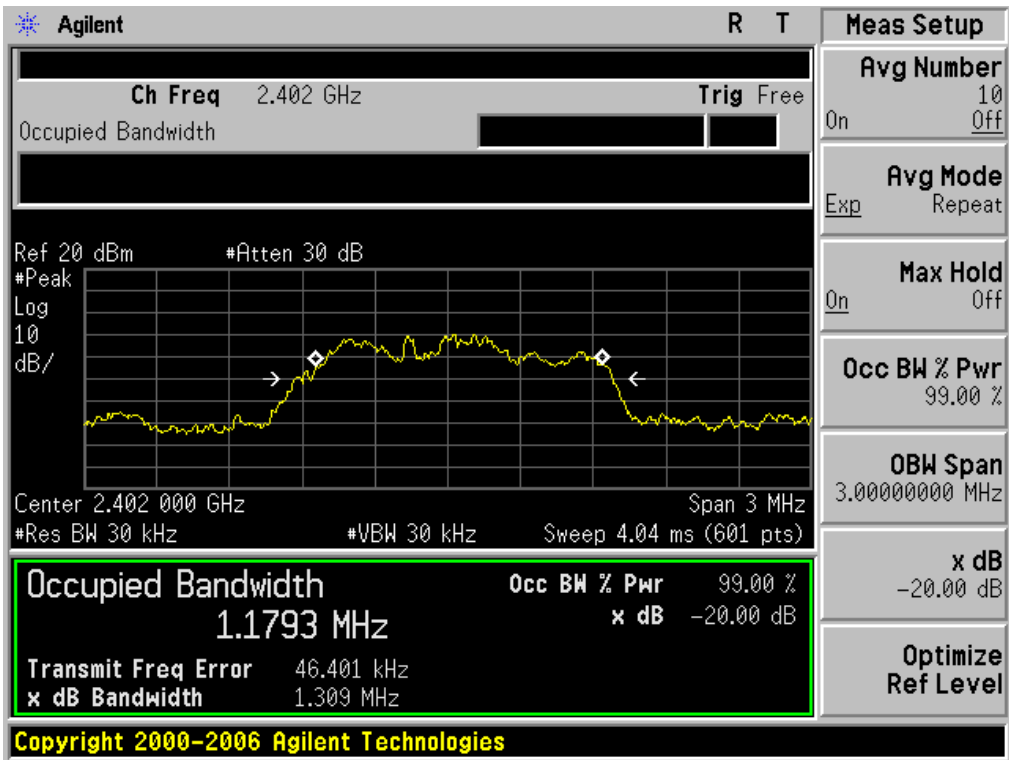 Agilent R T
Ch Freq 2.402 GHz Trig Free
Occupied Bandwidth
Ref 20 dBm #Atten 30 dB
#Peak
Log
10
dB/
Center 2.402 000 GHz Span 3 MHz
#Res BW 30 kHz #VBW 30 kHz Sweep 4.04 ms (601 pts)
Occupied Bandwidth Occ BW % Pwr 99.00 %
1.1793 MHz x dB -20.00 dB
Transmit Freq Error 46.401 kHz
x dB Bandwidth 1.309 MHz
Copyright 2000-2006 Agilent Technologies
Meas Setup
Avg Number
10
On Off
Avg Mode
Exp Repeat
Max Hold
On Off
Occ BW % Pwr
99.00 %
OBW Span
3.00000000 MHz
x dB
-20.00 dB
Optimize
Ref Level